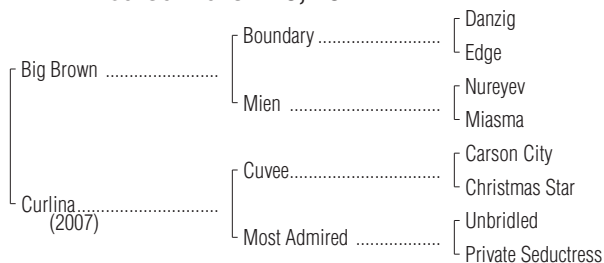 Danzig
Boundary ........................
Edge
Big Brown ......................
Nureyev
Mien ..............................
Miasma
Carson City
Cuvee.............................
Christmas Star
Curlina............................
(2007)
Unbridled
Most Admired .................
Private Seductress